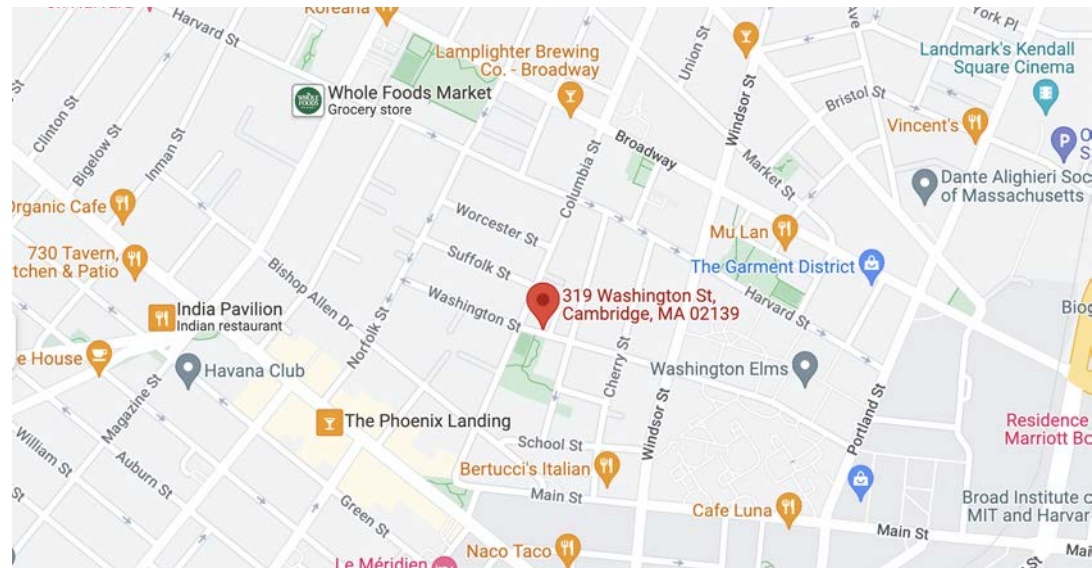 Harvard St
Koreana
York Pl
Ave
Landmark's Kendall
Square Cinema
Lamplighter Brewing
Co. - Broadway
Union St
Windsor St
Whole Foods Market
Grocery store
WHOLE
FOODS
Bristol St
Vincent's
Clinton St
Bigelow St
Inman St
Broadway
Market St
Columbia St
Dante Alighieri Soc
of Massachusetts
P
S
Organic Cafe
Worcester St
Mu Lan
730 Tavern,
tchen & Patio
Suffolk St
The Garment District
Bishop Allen Dr
Washington St
319 Washington St,
Cambridge, MA 02139
Harvard St
India Pavilion
Indian restaurant
Norfolk St
Biog
e House
Havana Club
Cherry St
Washington Elms
Magazine St
Windsor St
Portland St
The Phoenix Landing
Residence
Marriott Bo
School St
William St
Auburn St
Bertucci's Italian
Main St
Green St
Cafe Luna
Broad Institute o
MIT and Harvar
Main St
Naco Taco
Le Méridien
Mai